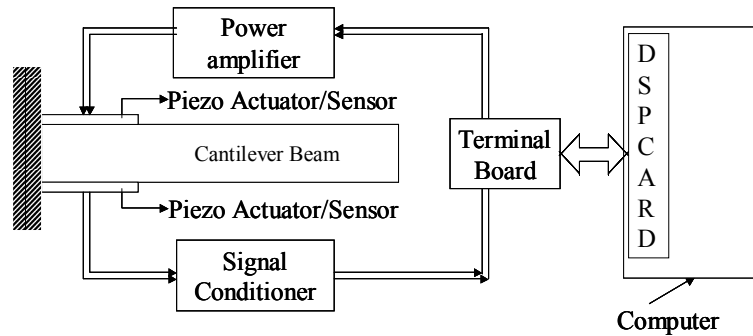 Power
amplifier
Piezo Actuator/Sensor
Cantilever Beam
Piezo Actuator/Sensor
Signal
Conditioner
Terminal
Board
D
S
P
C
A
R
D
Computer